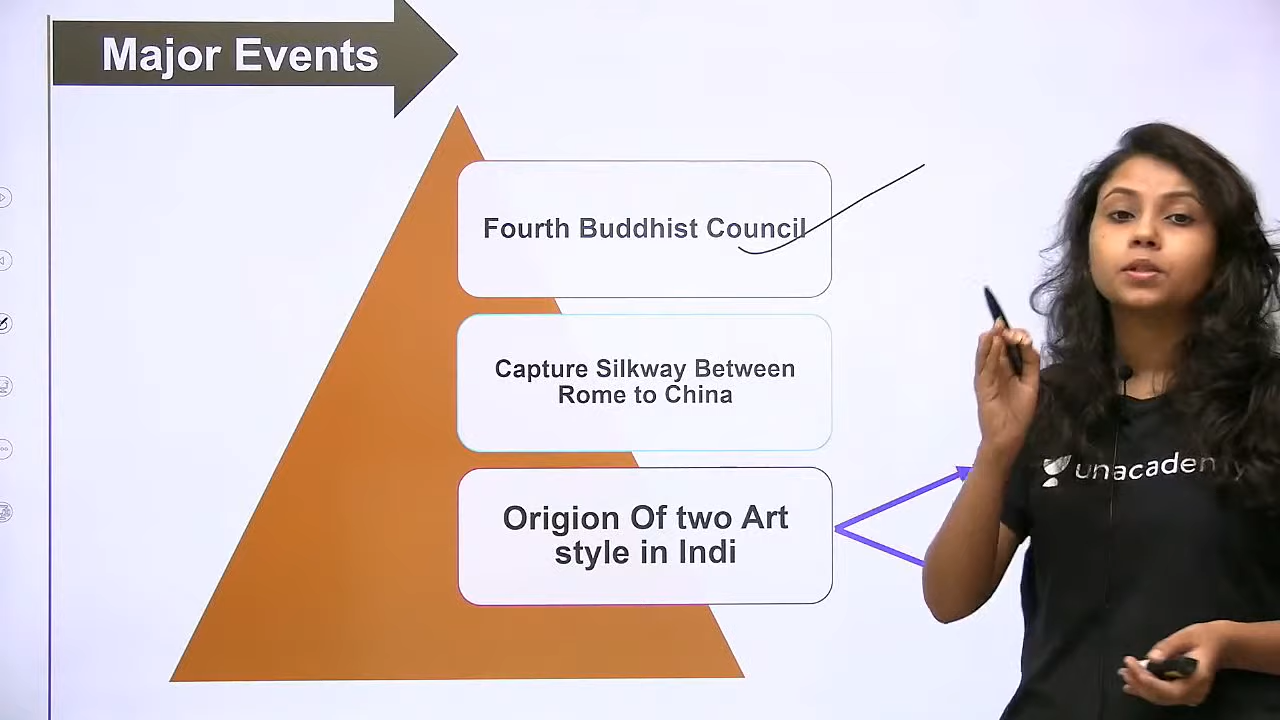 Major Events
Fourth Buddhist Council
Capture Silkway Between
Rome to China
Origion Of two Art
style in Indi
unacademy